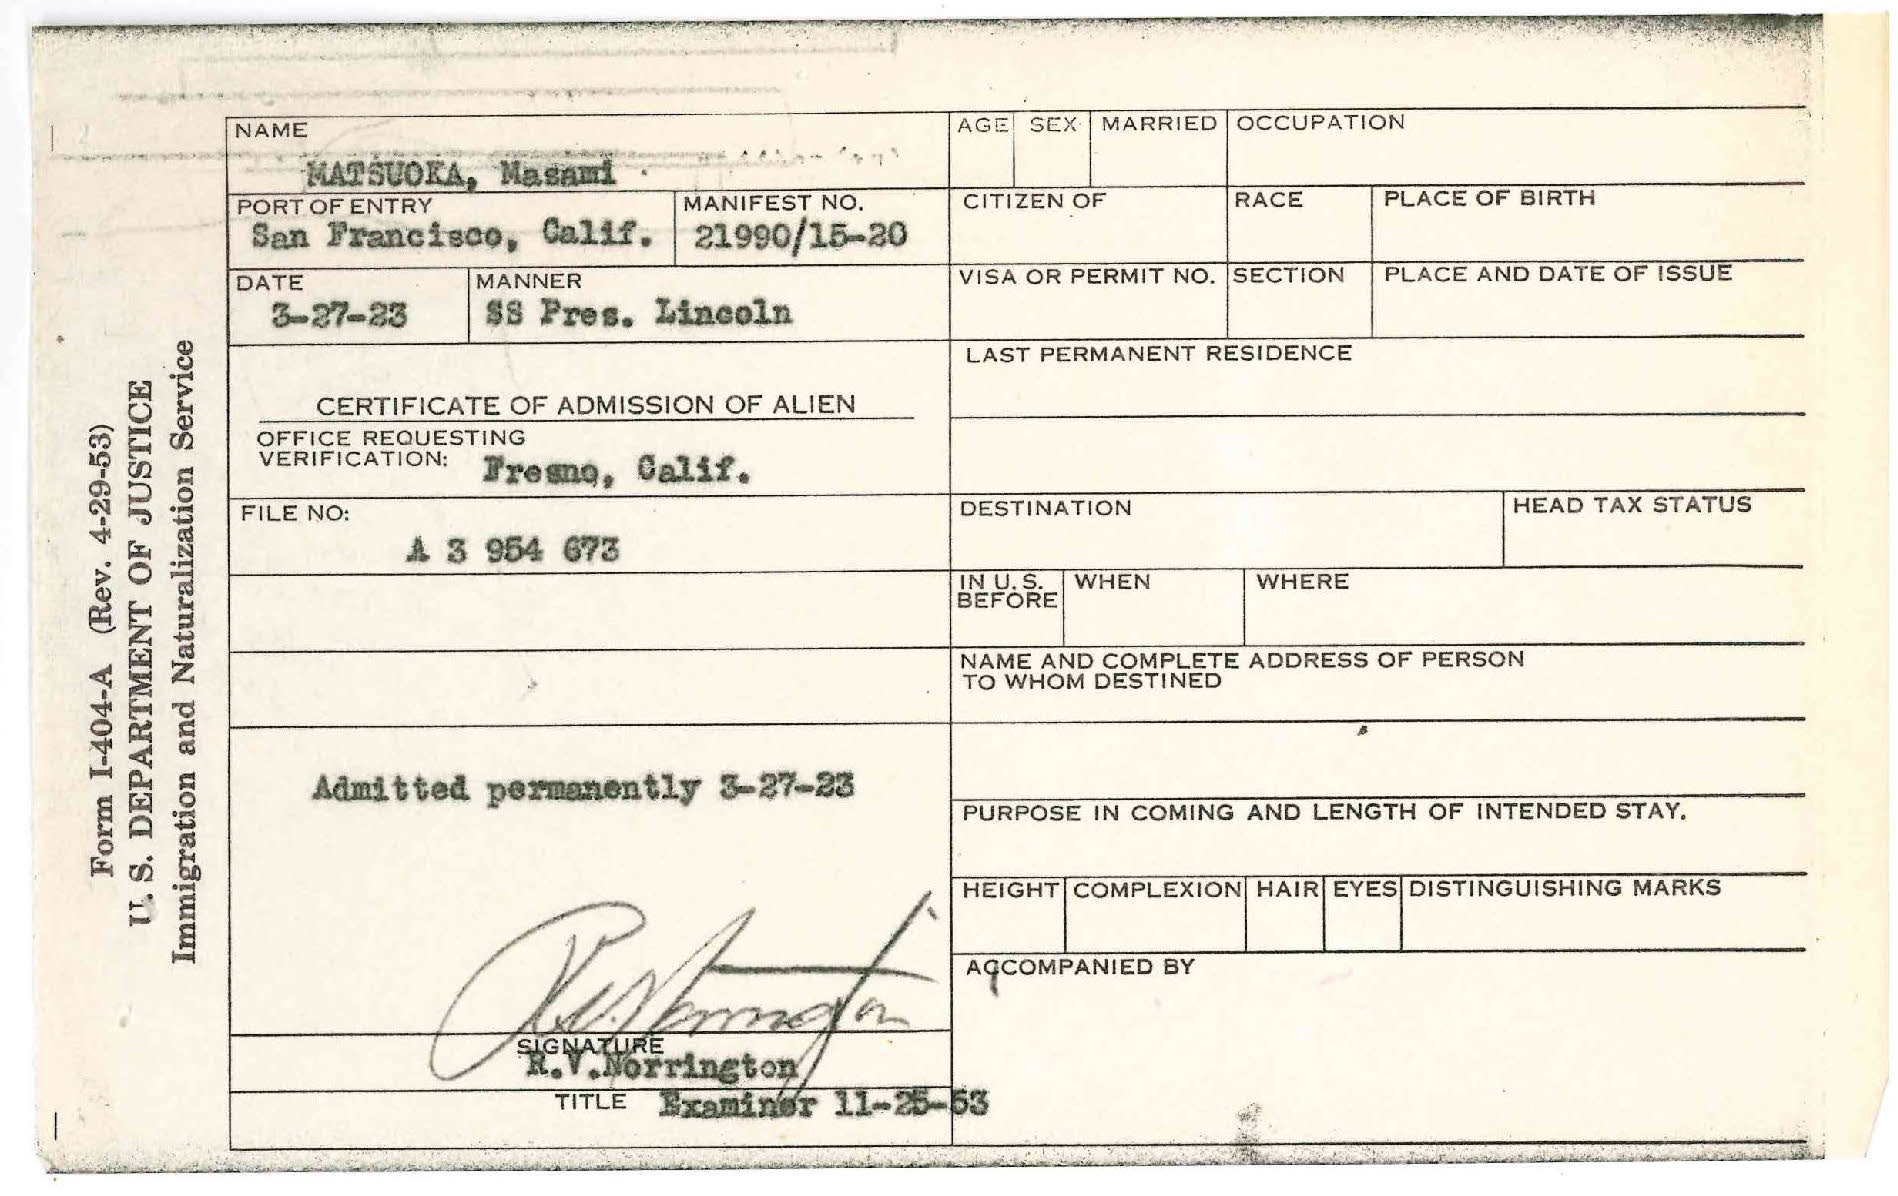 Form I-404-A (Rev. 4-29-53)
U. S. DEPARTMENT OF JUSTICE
Immigration and Naturalization Service
NAME
MATSUOKA, Masami
PORT OF ENTRY
San Francisco, Calif.
MANIFEST NO.
21990/15-20
DATE
3-27-23
MANNER
SS Pres. Lincoln
CERTIFICATE OF ADMISSION OF ALIEN
OFFICE REQUESTING
VERIFICATION: Fresno, Calif.
FILE NO:
A 3 954 673
Admitted permanently 3-27-23
R.V. Norrington
SIGNATURE
R.V.Norrington
TITLE Examiner 11-25-53
AGE SEX MARRIED OCCUPATION
CITIZEN OF RACE PLACE OF BIRTH
VISA OR PERMIT NO. SECTION PLACE AND DATE OF ISSUE
LAST PERMANENT RESIDENCE
DESTINATION HEAD TAX STATUS
IN U.S.
BEFORE
WHEN WHERE
NAME AND COMPLETE ADDRESS OF PERSON
TO WHOM DESTINED
PURPOSE IN COMING AND LENGTH OF INTENDED STAY.
HEIGHT COMPLEXION HAIR EYES DISTINGUISHING MARKS
ACCOMPANIED BY